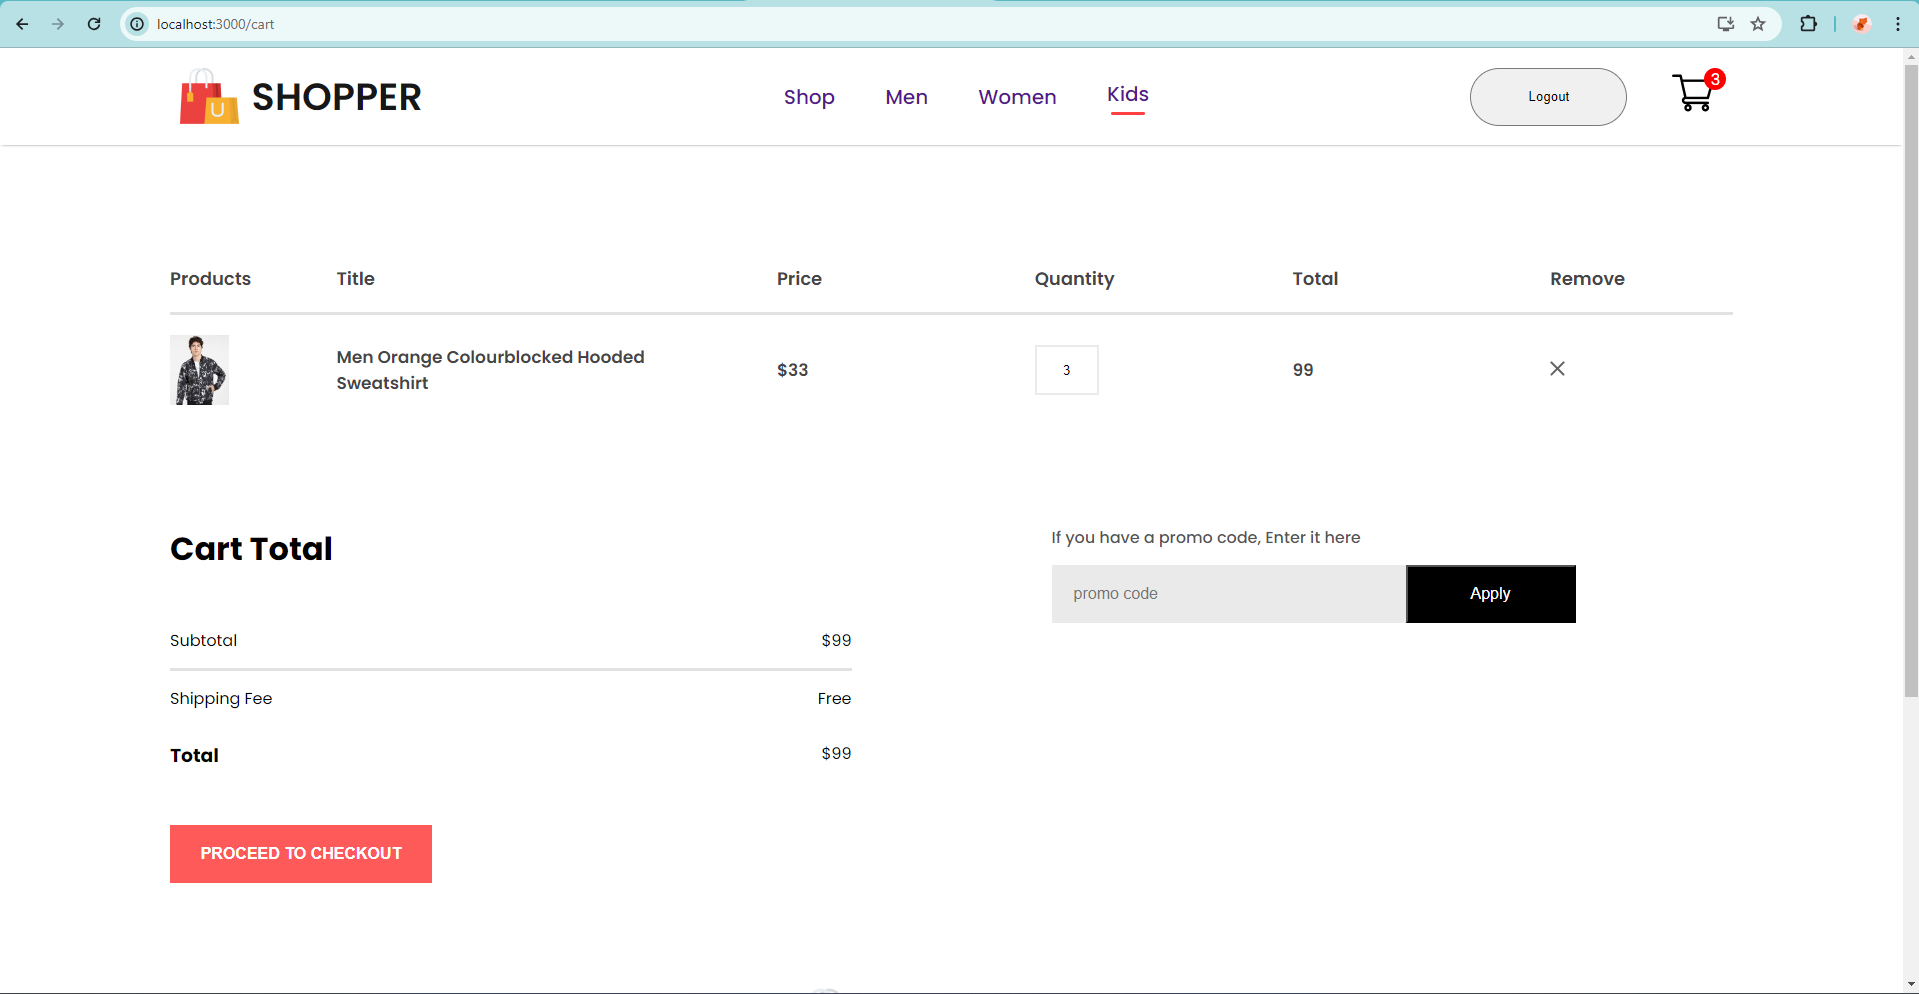 localhost:3000/cart
SHOPPER
Shop
Men
Women
Kids
Logout
3
Products
Title
Price
Quantity
Total
Remove
Men Orange Colourblocked Hooded
Sweatshirt
$33
3
99
Cart Total
If you have a promo code, Enter it here
promo code
Apply
Subtotal
$99
Shipping Fee
Free
Total
$99
PROCEED TO CHECKOUT